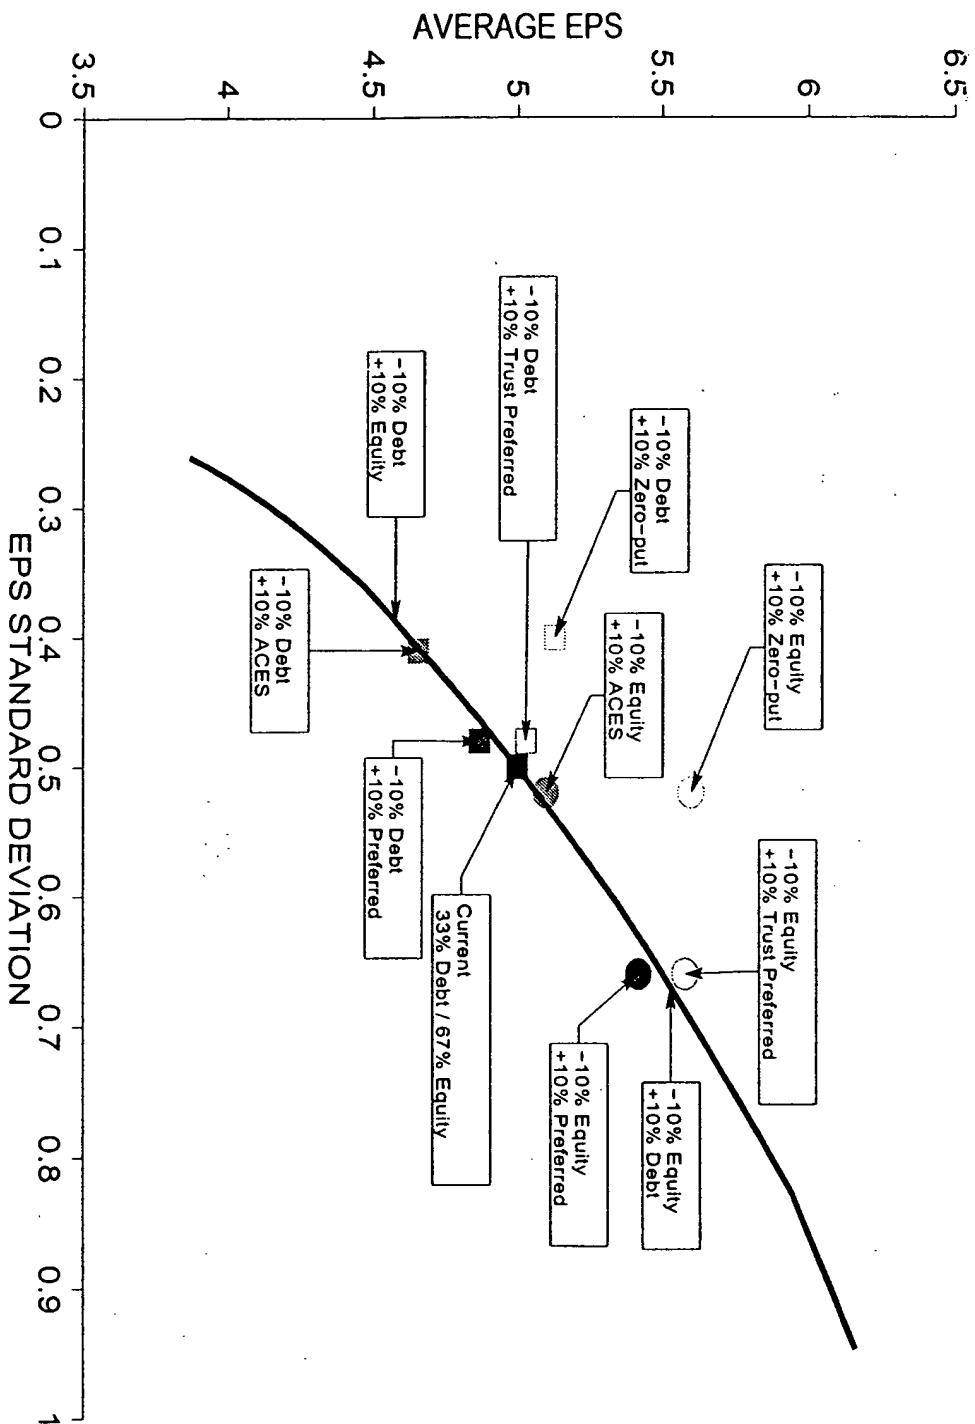 AVERAGE EPS
6.5
6
5.5
5
4.5
4
3.5
0
0.1
0.2
0.3
0.4
0.5
0.6
0.7
0.8
0.9
1
EPS STANDARD DEVIATION
-10% Equity
+10% Zero-put
-10% Equity
+10% Trust Preferred
-10% Debt
+10% Zero-put
-10% Equity
+10% ACES
-10% Debt
+10% Trust Preferred
-10% Equity
+10% Debt
-10% Equity
+10% Preferred
-10% Debt
+10% Equity
Current
33% Debt / 67% Equity
-10% Debt
+10% Preferred
-10% Debt
+10% ACES